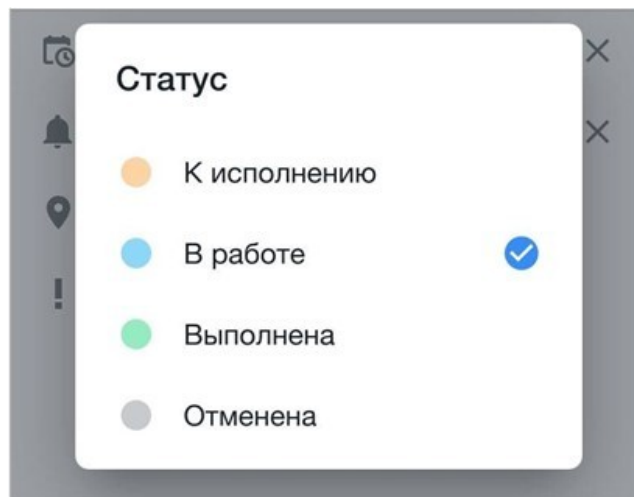 Статус
К исполнению
В работе
Выполнена
Отменена